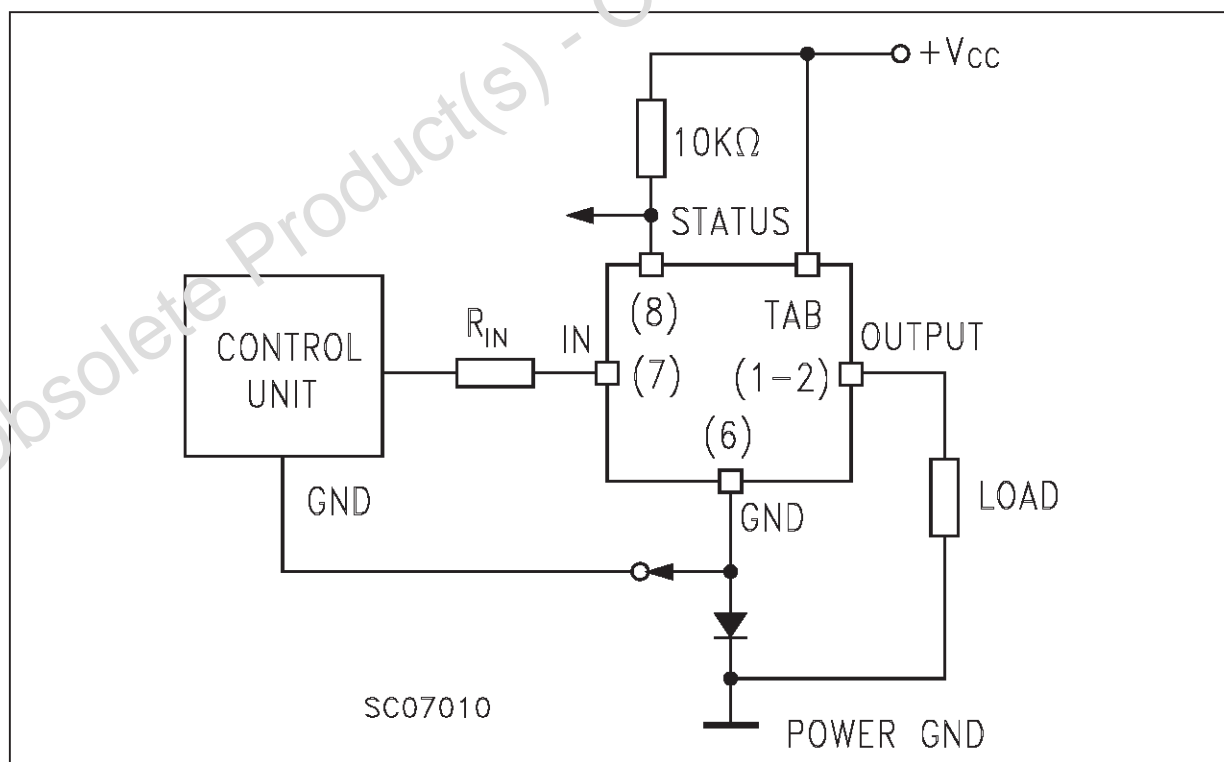 Obsolete Product(s) - O
+VCC
10KΩ
STATUS
(8)
TAB
CONTROL
UNIT
RIN
IN
(7)
OUTPUT
(1-2)
(6)
GND
GND
LOAD
SC07010
POWER GND